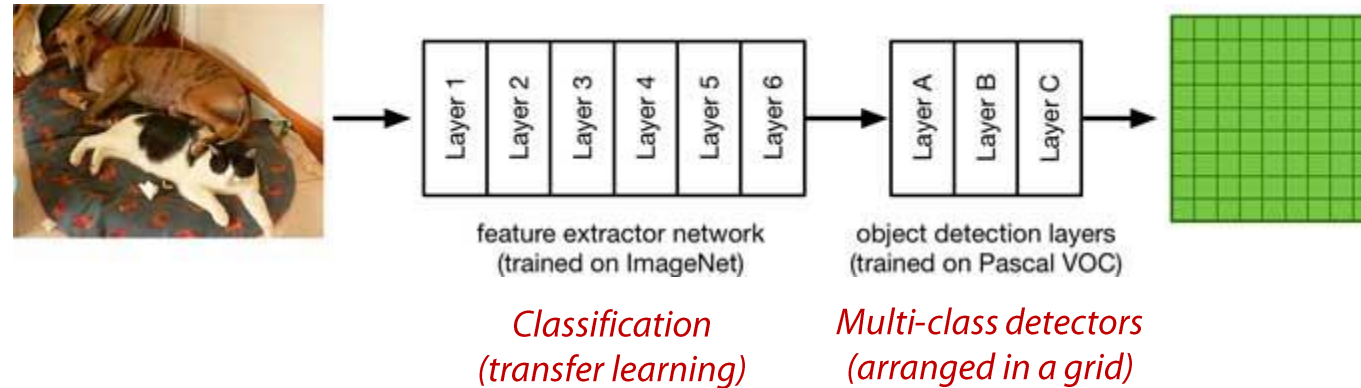 Layer 1
Layer 2
Layer 3
Layer 4
Layer 5
Layer 6
Layer A
Layer B
Layer C
feature extractor network
(trained on ImageNet)
object detection layers
(trained on Pascal VOC)
Classification
(transfer learning)
Multi-class detectors
(arranged in a grid)